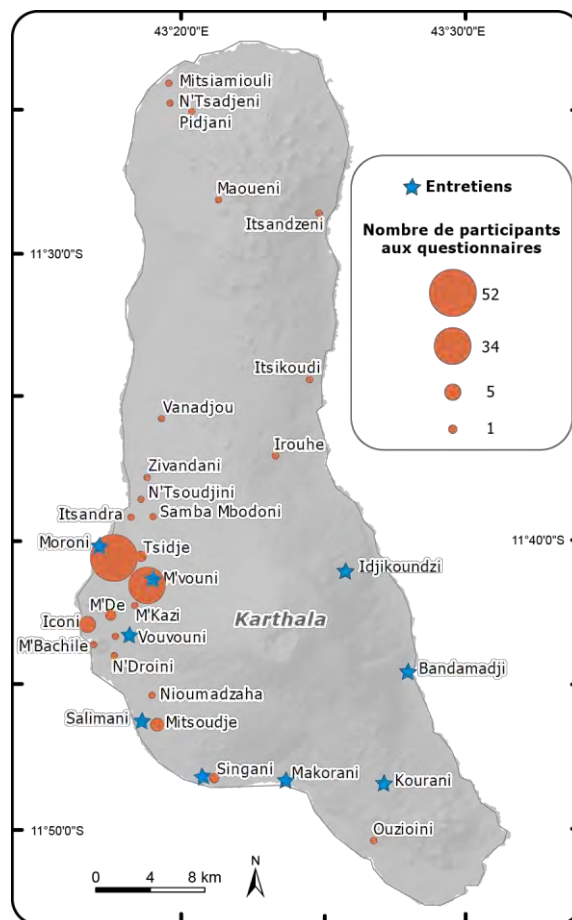 43°20'0"E
43°30'0"E
Mitsiamiouli
N'Tsadjeni
Pidjani
Maoueni
Itsandzeni
Entretiens
Nombre de participants
aux questionnaires
52
34
5
1
11°30'0"S
Itsikoudi
Vanadjou
Irouhe
Zivandani
N'Tsoudjini
Itsandra
Samba Mbodoni
Moroni
Tsidje
11°40'0"S
M'vouni
Idjikoundzi
M'De
M'Kazi
Iconi
Karthala
Vouvouni
M'Bachile
N'Droini
Bandamadji
Nioumadzaha
Salimani
Mitsoudje
Singani
Makorani
Kourani
11°50'0"S
Ouzioini
N
0 4 8 km